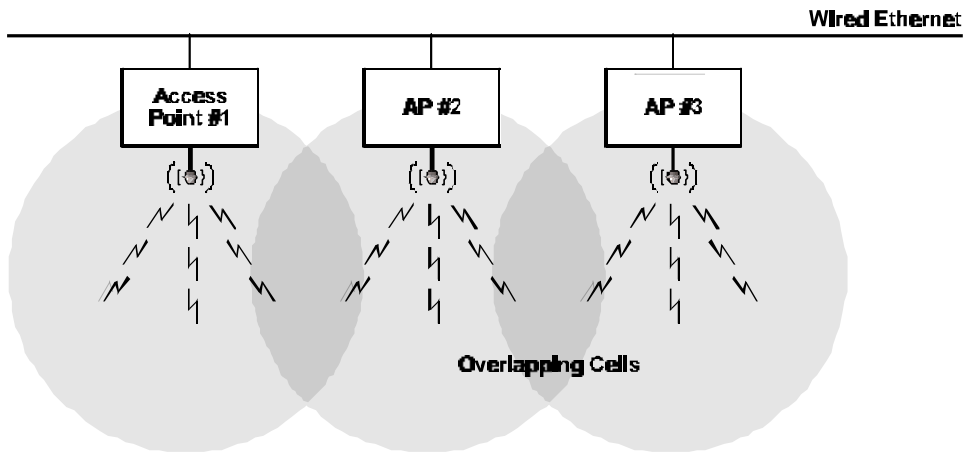 Wired Ethernet
Access
Point #1
AP #2
AP #3
Overlapping Cells